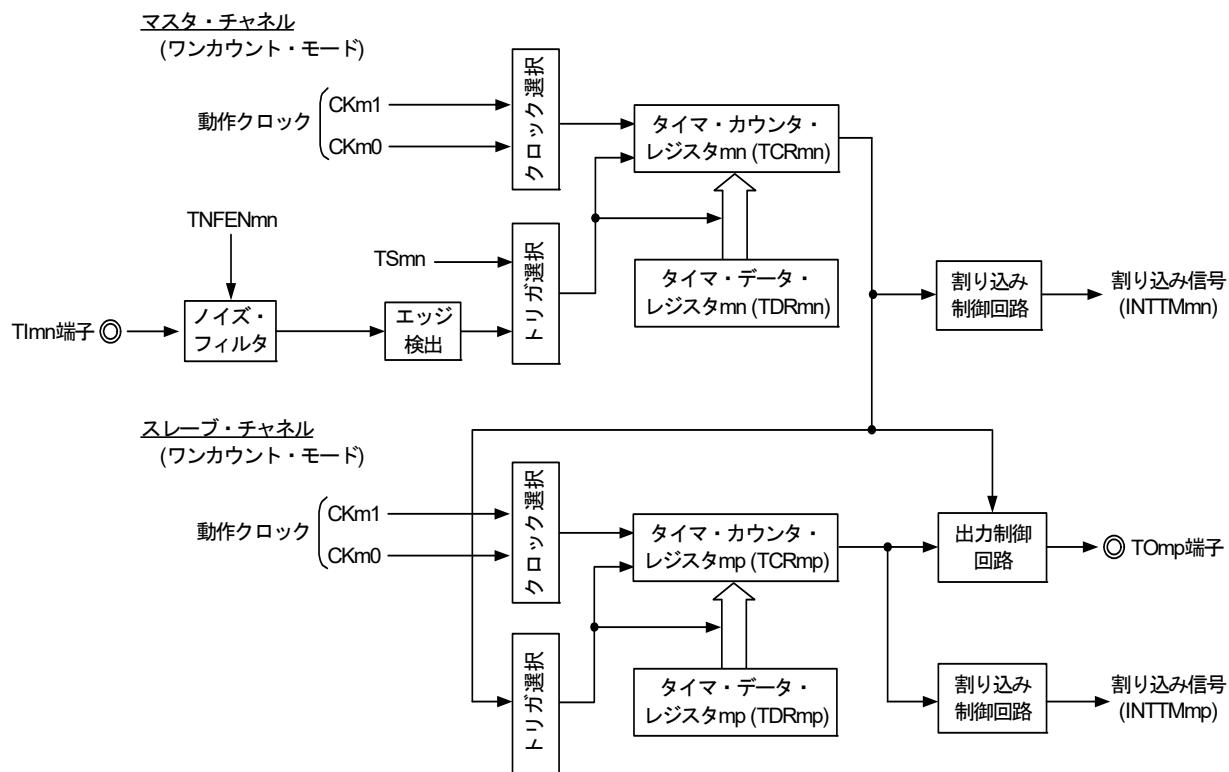 マスタ・チャネル
(ワンカウント・モード)
動作クロック
CKm1
CKm0
クロック選択
タイマ・カウンタ・
レジスタmn (TCRmn)
TNFENmn
TSmn
トリガ選択
タイマ・データ・
レジスタmn (TDRmn)
割り込み
制御回路
割り込み信号
(INTTMmn)
TImn端子
ノイズ・
フィルタ
エッジ
検出
スレーブ・チャネル
(ワンカウント・モード)
動作クロック
CKm1
CKm0
クロック選択
タイマ・カウンタ・
レジスタmp (TCRmp)
出力制御
回路
TOmp端子
トリガ選択
タイマ・データ・
レジスタmp (TDRmp)
割り込み
制御回路
割り込み信号
(INTTMmp)